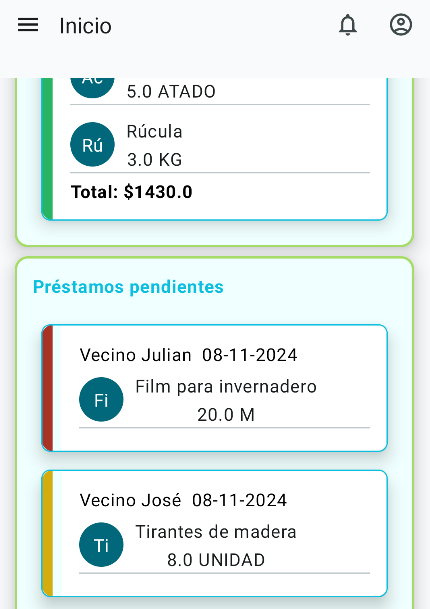 Inicio
Ac
5.0 ATADO
Rú
Rúcula
3.0 KG
Total: $1430.0
Préstamos pendientes
Vecino Julian  08-11-2024
Fi
Film para invernadero
20.0 M
Vecino José  08-11-2024
Ti
Tirantes de madera
8.0 UNIDAD